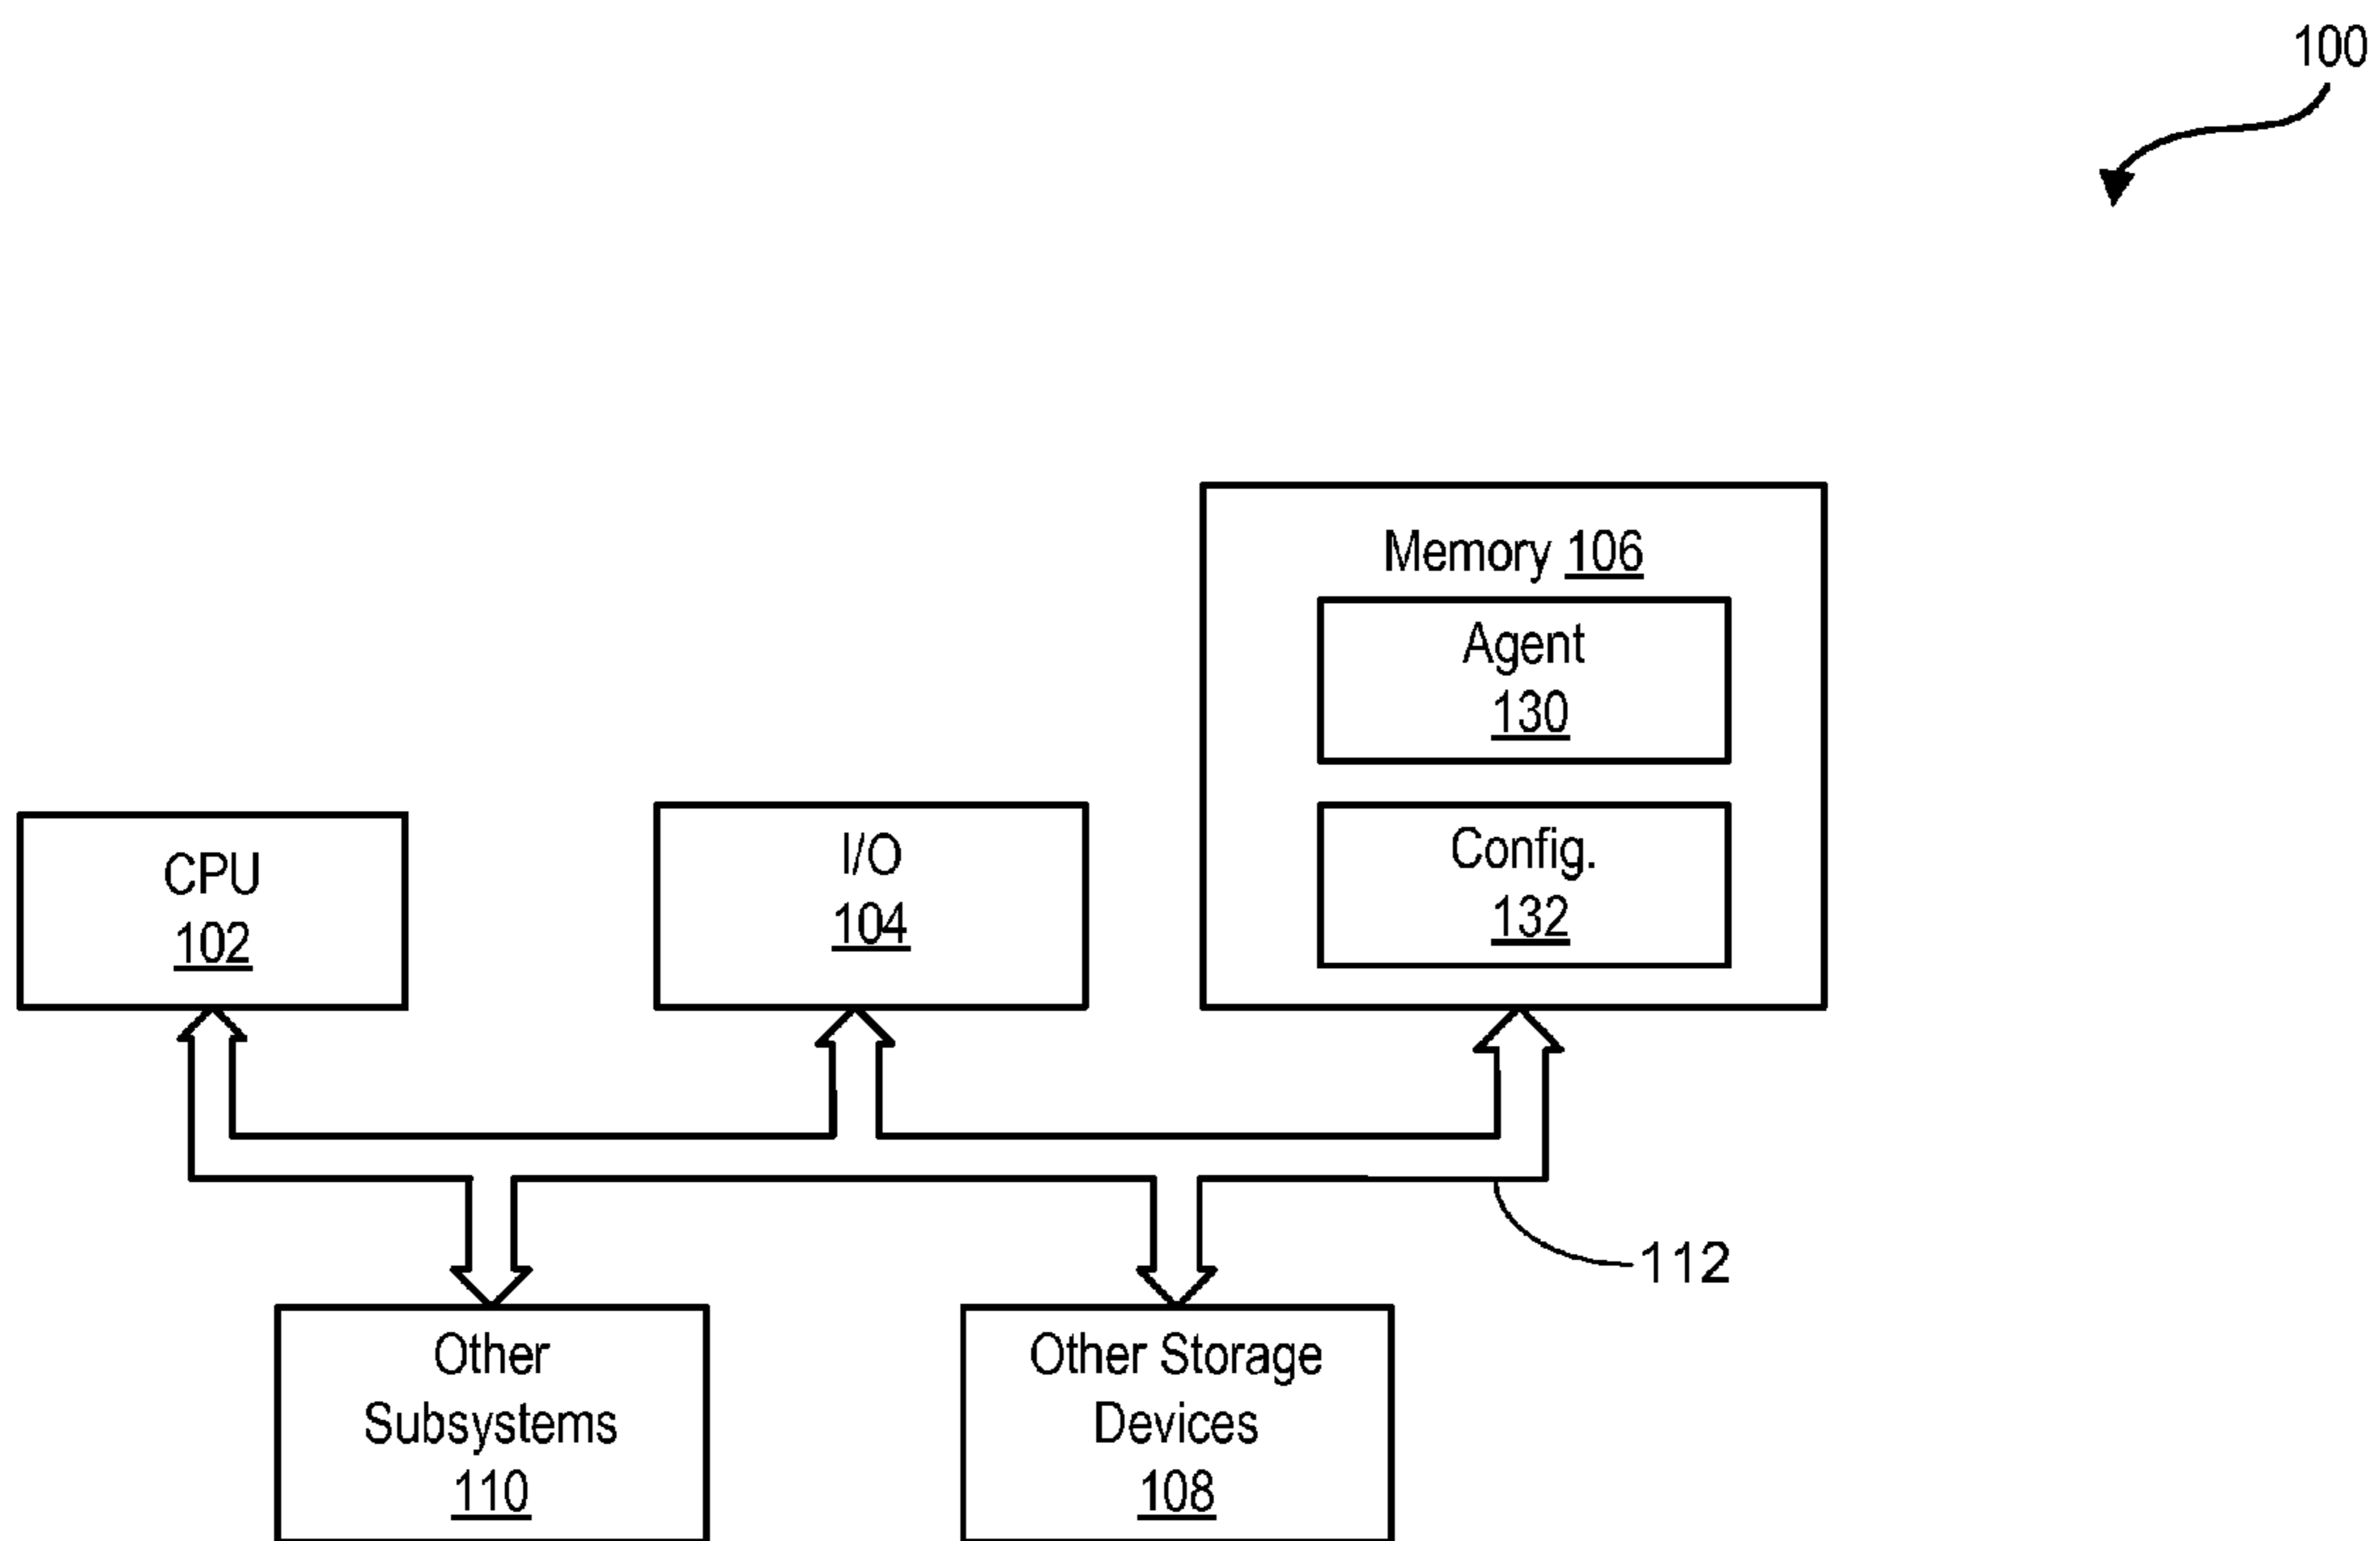 100
Memory 106
Agent
130
Config.
132
CPU
102
I/O
104
112
Other
Subsystems
110
Other Storage
Devices
108